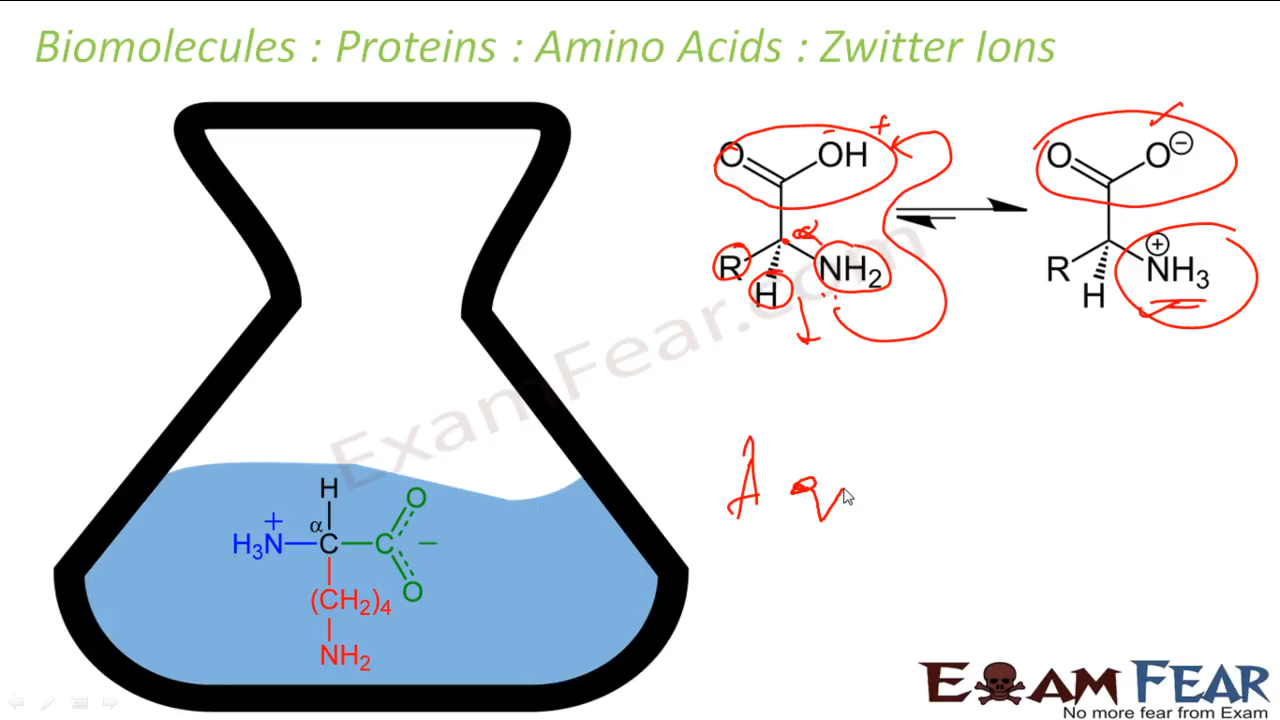 Biomolecules : Proteins : Amino Acids : Zwitter Ions
O OH +
α
R NH2
H
O O −
+
R NH3
H
ExamFear.com
A q
H
α O
+
H3N C C −
O
(CH2)4
NH2
EXAM FEAR
No more fear from Exam